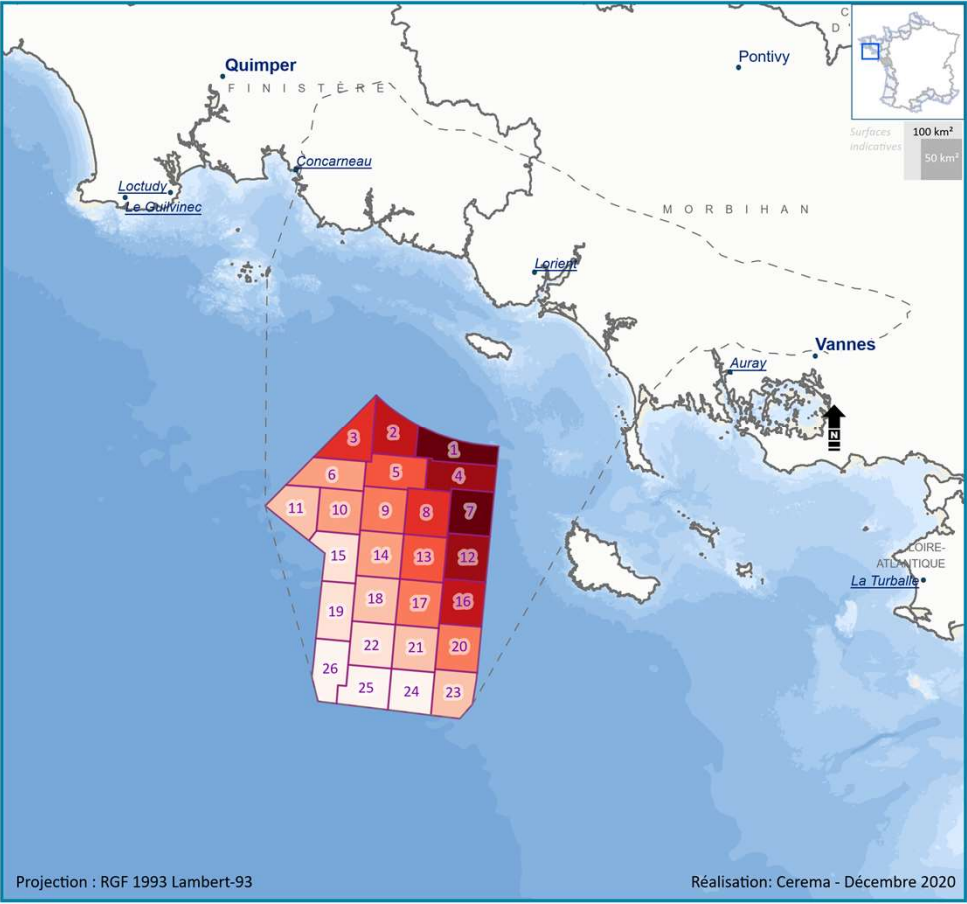 C
D'
Pontivy
Quimper
FINISTÈRE
Surfaces
indicatives
100 km²
50 km²
Concarneau
Loctudy
Le Guilvinec
MORBIHAN
Lorient
Vannes
Auray
N
3
2
1
6
5
4
11
10
9
8
7
15
14
13
12
19
18
17
16
22
21
20
26
25
24
23
LOIRE-
ATLANTIQUE
La Turballe
Projection : RGF 1993 Lambert-93
Réalisation: Cerema - Décembre 2020